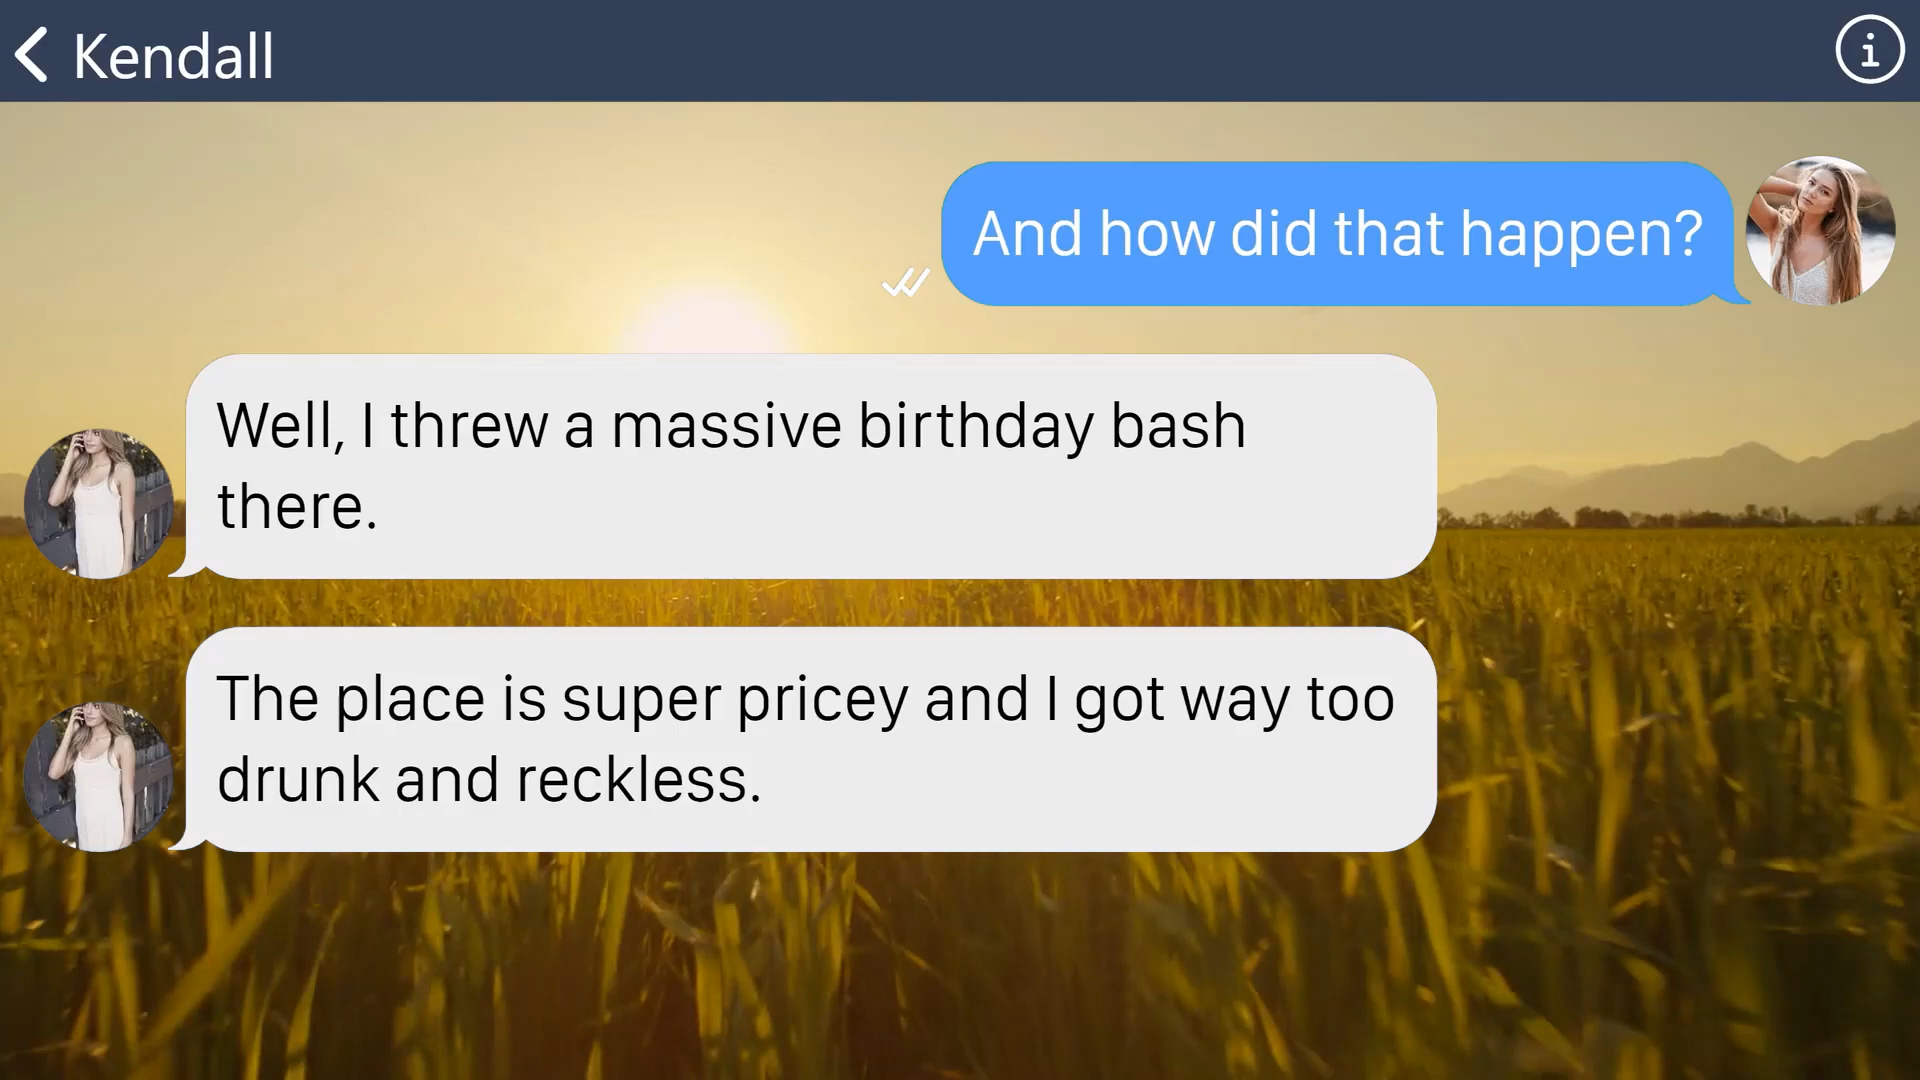 Kendall
And how did that happen?
Well, I threw a massive birthday bash
there.
The place is super pricey and I got way too
drunk and reckless.